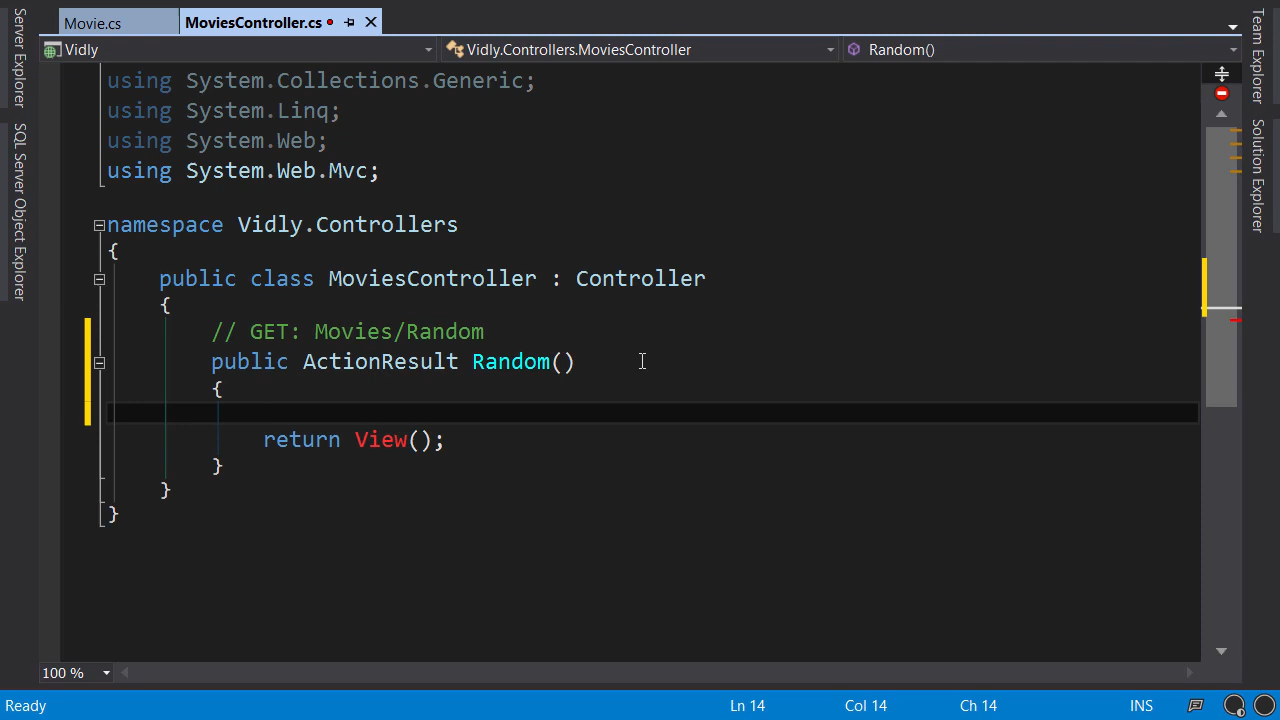 Movie.cs
MoviesController.cs
Vidly
Vidly.Controllers.MoviesController
Random()
Server Explorer
SQL Server Object Explorer
Team Explorer
Solution Explorer
using System.Collections.Generic;
using System.Linq;
using System.Web;
using System.Web.Mvc;
namespace Vidly.Controllers
{
public class MoviesController : Controller
{
// GET: Movies/Random
public ActionResult Random()
{
return View();
}
}
}
100 %
Ready
Ln 14
Col 14
Ch 14
INS